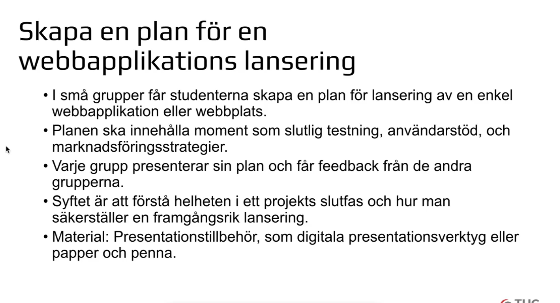 Skapa en plan för en
webbapplikations lansering
• I små grupper får studenterna skapa en plan för lansering av en enkel
webbapplikation eller webbplats.
• Planen ska innehålla moment som slutlig testning, användarstöd, och
marknadsföringsstrategier.
• Varje grupp presenterar sin plan och får feedback från de andra
grupperna.
• Syftet är att förstå helheten i ett projekts slutfas och hur man
säkerställer en framgångsrik lansering.
• Material: Presentationstillbehör, som digitala presentationsverktyg eller
papper och penna.